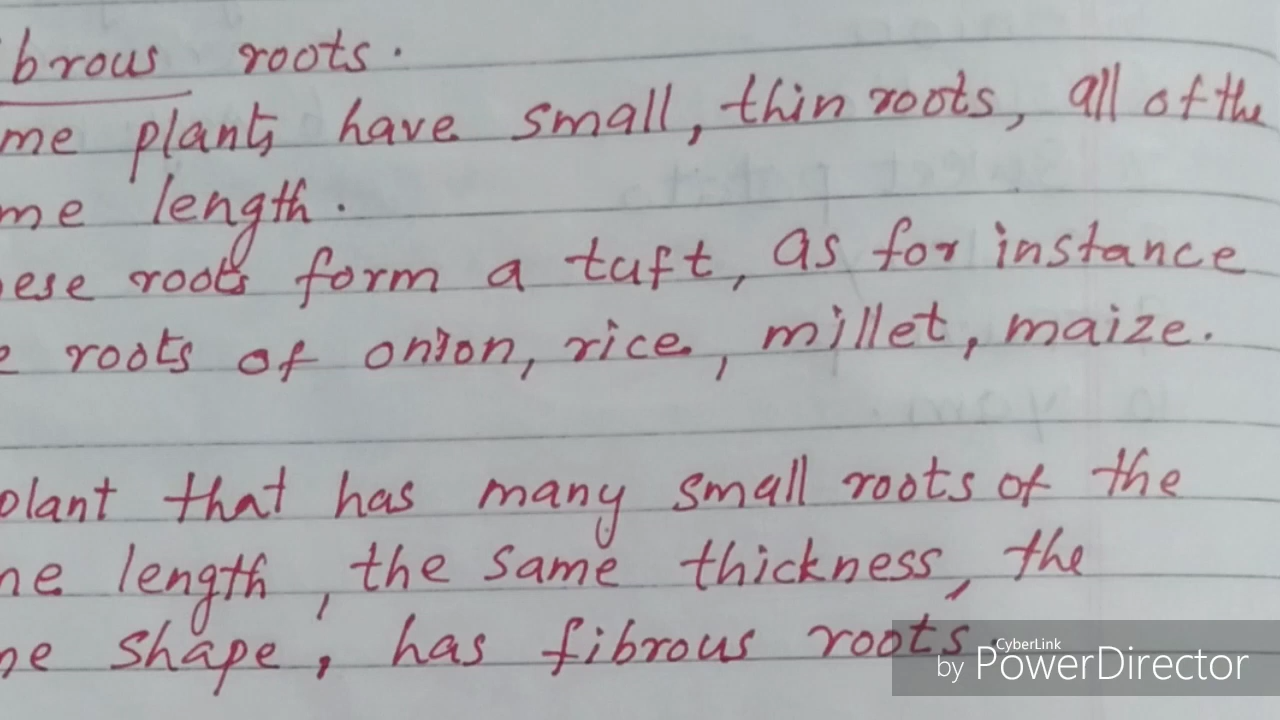 brous roots.
me plants have small, thin roots, all of the
me length.
ese roots form a tuft, as for instance
e roots of onion, rice, millet, maize.
plant that has many small roots of the
me length, the same thickness, the
me shape, has fibrous roots.
CyberLink
by PowerDirector